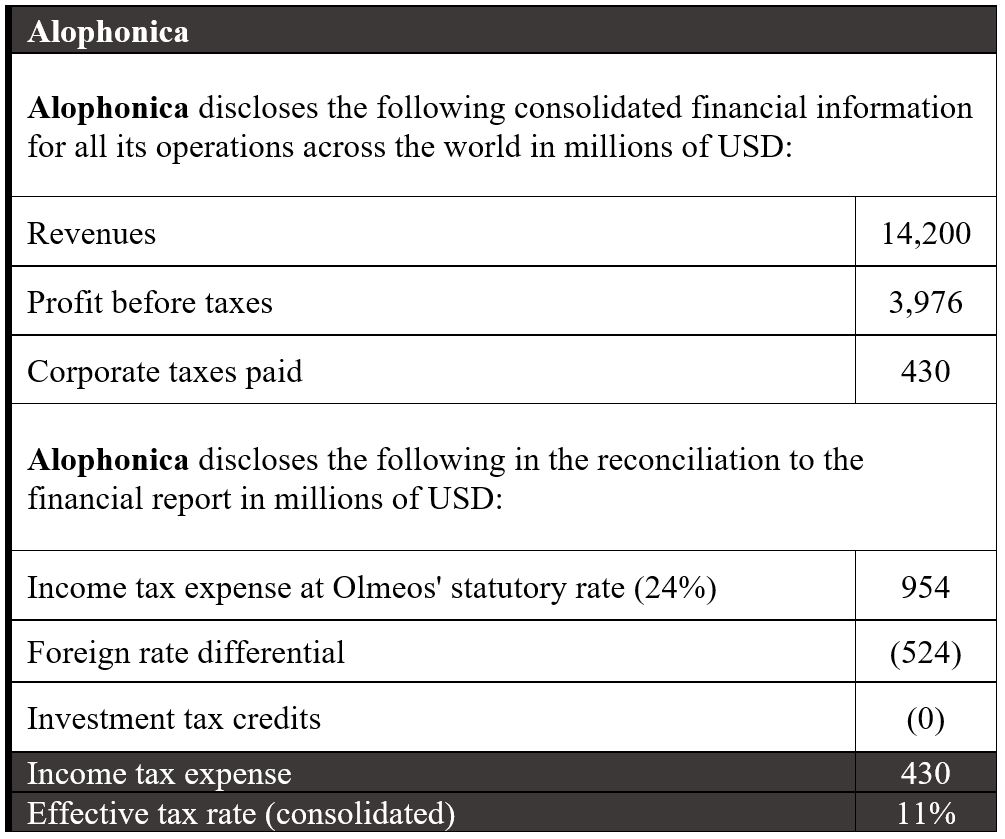 Alophonica
Alophonica discloses the following consolidated financial information
for all its operations across the world in millions of USD:
Revenues 14,200
Profit before taxes 3,976
Corporate taxes paid 430
Alophonica discloses the following in the reconciliation to the
financial report in millions of USD:
Income tax expense at Olmeos' statutory rate (24%) 954
Foreign rate differential (524)
Investment tax credits (0)
Income tax expense 430
Effective tax rate (consolidated) 11%